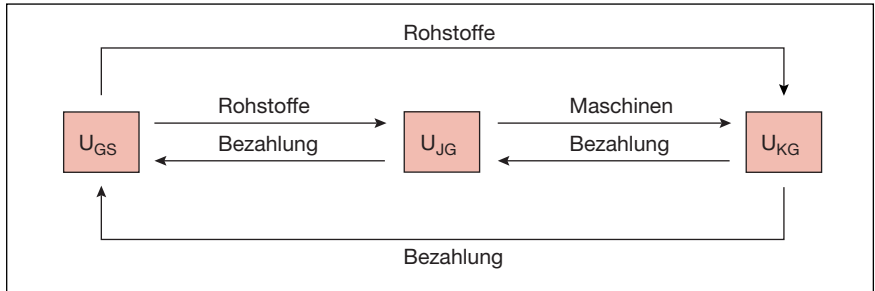 Rohstoffe
Rohstoffe
Maschinen
U_GS
Bezahlung
U_JG
Bezahlung
U_KG
Bezahlung